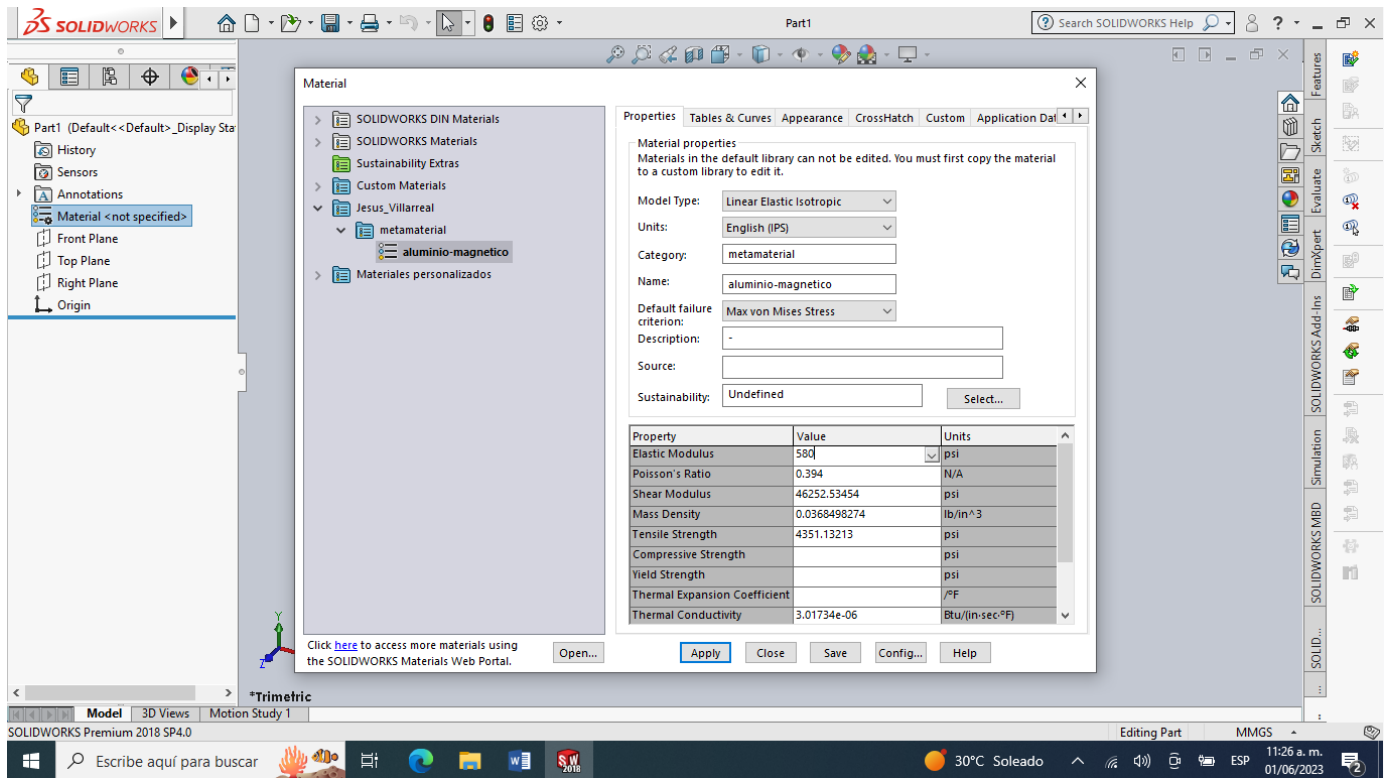 SOLIDWORKS
Part1
Search SOLIDWORKS Help
?
Part1 (Default<<Default>_Display Sta
History
Sensors
Annotations
Material <not specified>
Front Plane
Top Plane
Right Plane
Origin
Material
SOLIDWORKS DIN Materials
SOLIDWORKS Materials
Sustainability Extras
Custom Materials
Jesus_Villarreal
metamaterial
aluminio-magnetico
Materiales personalizados
Click here to access more materials using
the SOLIDWORKS Materials Web Portal.
Open...
Properties Tables & Curves Appearance CrossHatch Custom Application Dat
Material properties
Materials in the default library can not be edited. You must first copy the material
to a custom library to edit it.
Model Type: Linear Elastic Isotropic
Units: English (IPS)
Category: metamaterial
Name: aluminio-magnetico
Default failure
criterion: Max von Mises Stress
Description: -
Source:
Sustainability: Undefined Select...
Property Value Units
Elastic Modulus 580 psi
Poisson's Ratio 0.394 N/A
Shear Modulus 46252.53454 psi
Mass Density 0.0368498274 lb/in^3
Tensile Strength 4351.13213 psi
Compressive Strength psi
Yield Strength psi
Thermal Expansion Coefficient /°F
Thermal Conductivity 3.01734e-06 Btu/(in·sec·°F)
Apply Close Save Config... Help
Features
Sketch
Evaluate
DimXpert
SOLIDWORKS Add-Ins
Simulation
SOLIDWORKS MBD
SOLID...
Y
Z
*Trimetric
Model 3D Views Motion Study 1
SOLIDWORKS Premium 2018 SP4.0
Editing Part MMGS
Escribe aquí para buscar
W
SW
2018
30°C Soleado
ESP
11:26 a. m.
01/06/2023
2